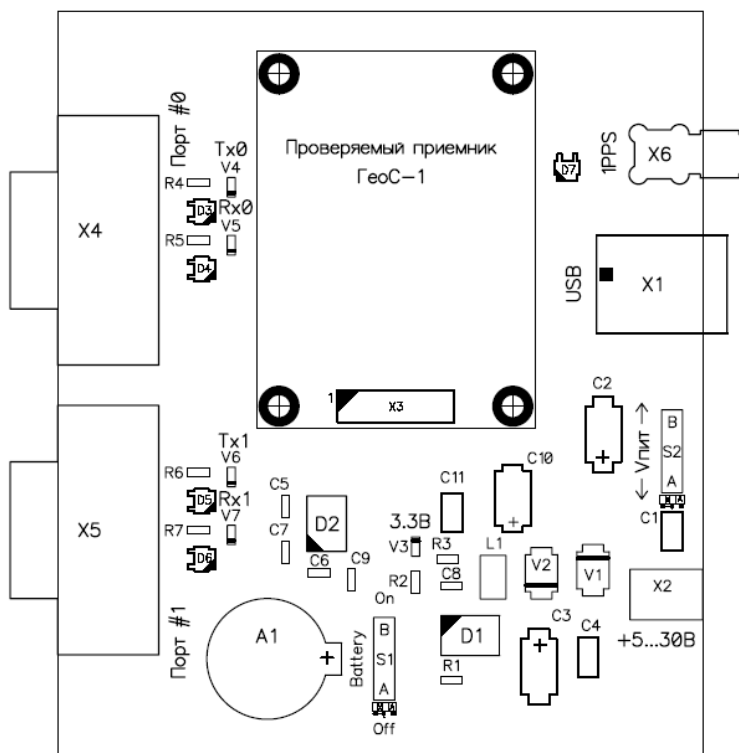 Порт #0
X4
Tx0
V4
R4
D3
Rx0
V5
R5
D4
Проверяемый приемник
ГеоС-1
1
X3
D7
1PPS
X6
USB
X1
C2
Vпит
B
S2
A
C1
X5
Порт #1
Tx1
V6
R6
D5
Rx1
V7
R7
D6
C5
C7
D2
C6
C9
C11
C10
3.3В
V3
R3
R2
C8
L1
V2
V1
X2
+5...30В
A1
+
Battery
On
B
S1
A
Off
D1
R1
C3
+
C4
+
+